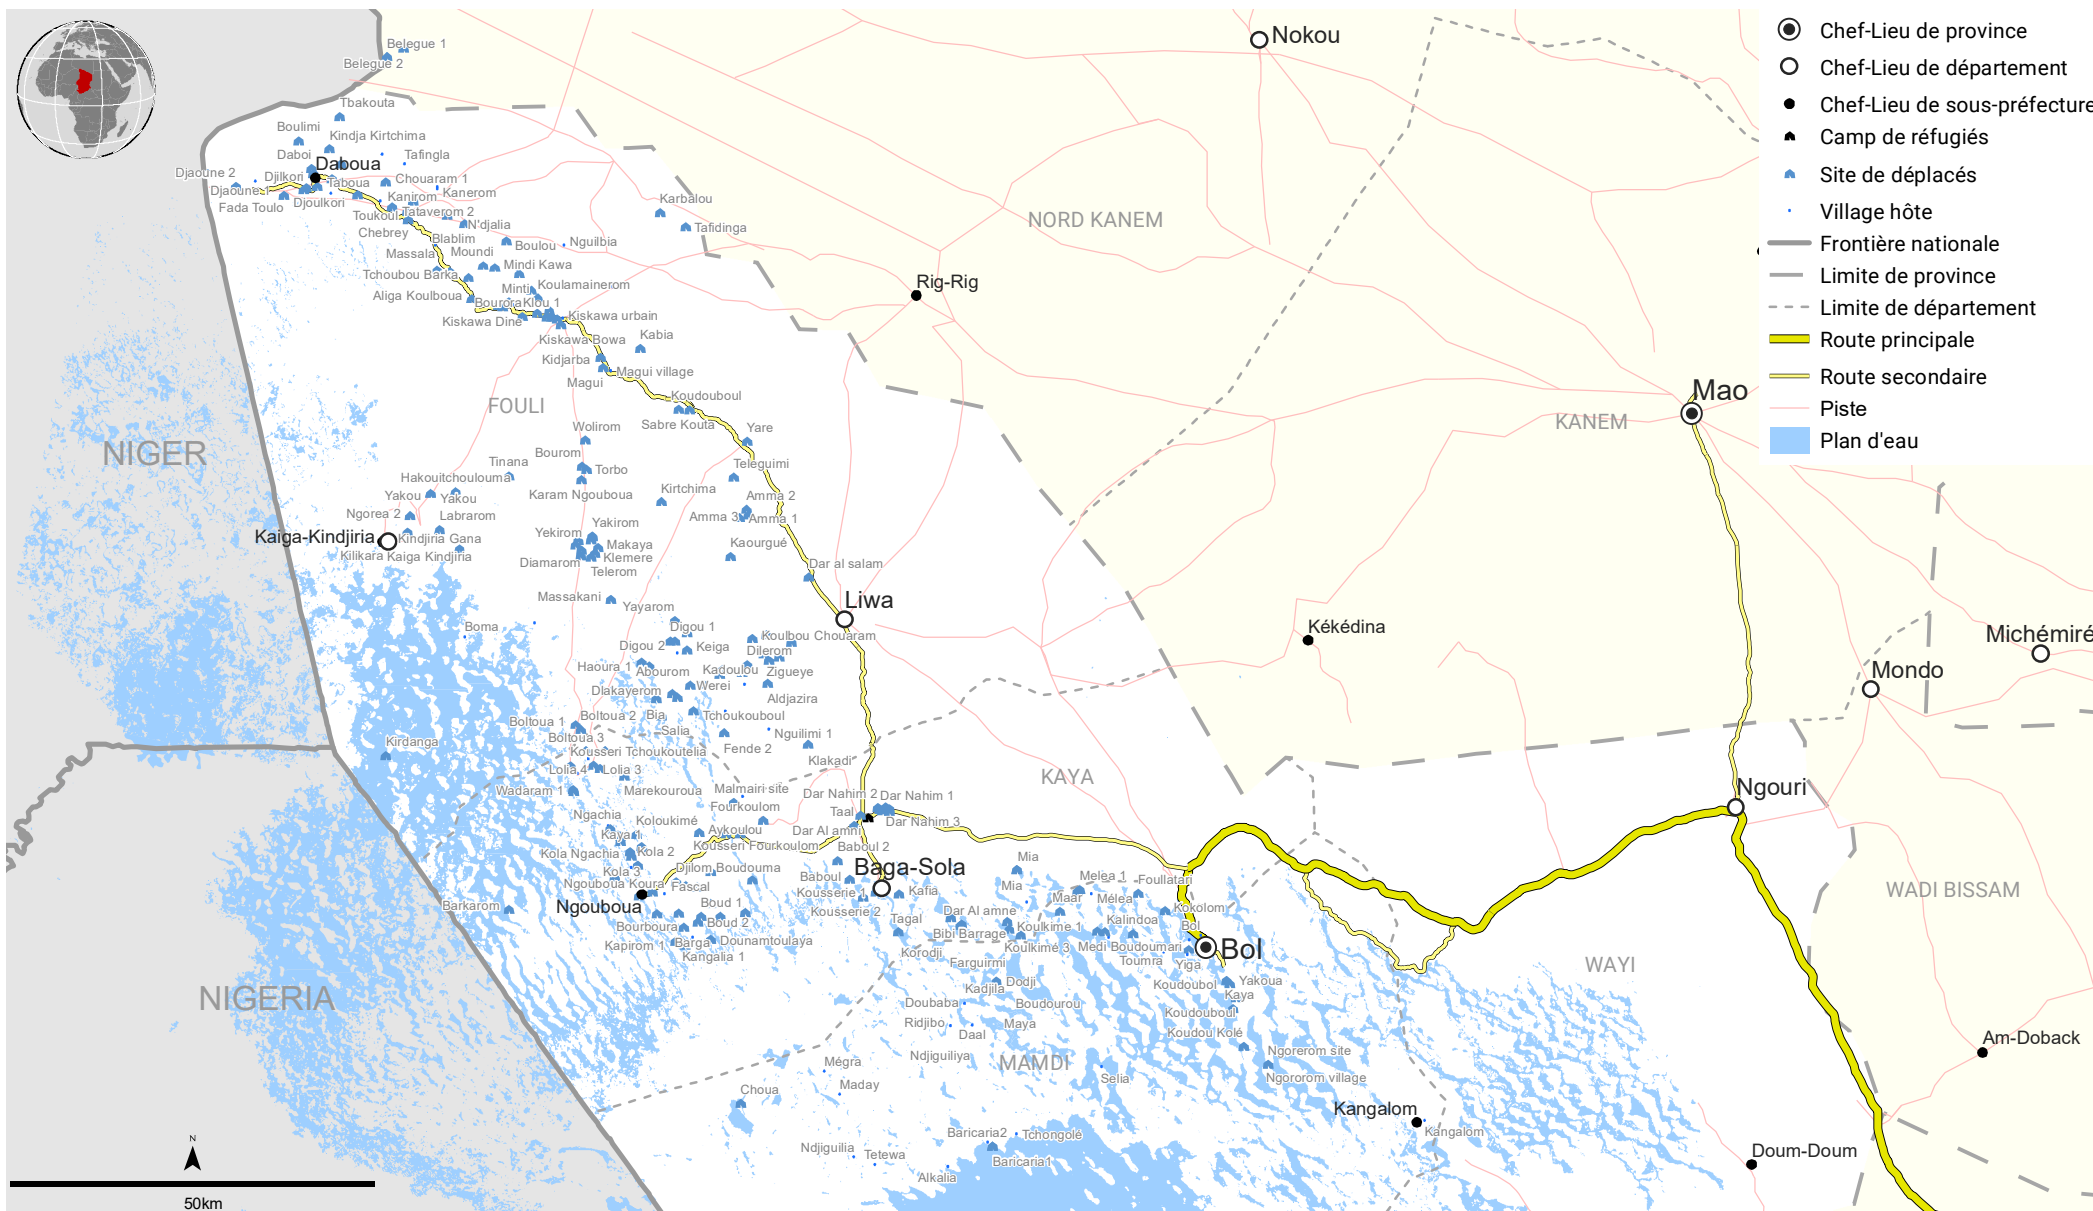 Belegue 1
Belegue 2
Nokou
Chef-Lieu de province
Chef-Lieu de département
Chef-Lieu de sous-préfecture
Camp de réfugiés
Site de déplacés
Village hôte
Frontière nationale
Limite de province
Limite de département
Route principale
Route secondaire
Piste
Plan d'eau
Tbakouta
Boulimi
Kindja Kirtchima
Daboi
Daboua
Tafingla
Djaoune 2
Djilkori
Taboua
Chouaram 1
Djaoune 1
Kanirom
Kanerom
Fada Toulo
Djoulkori
Toukoul
Tataverom 2
Chebrey
N'djalia
Karbalou
Tafidinga
NORD KANEM
Blablim
Massala
Moundi
Boulou
Nguilbia
Tchoubou Barka
Mindi Kawa
Aliga Koulboua
Minti
Koulamainerom
Bourora
Klou 1
Kiskawa Dine
Kiskawa urbain
Kiskawa Bowa
Kabia
Kidjarba
Magui village
Magui
Rig-Rig
Koudouboul
Sabre Kouta
FOULI
Mao
KANEM
NIGER
Wolirom
Yare
Bourom
Torbo
Tinana
Teleguimi
Hakouitchoulouma
Karam Ngouboua
Kirtchima
Yakou
Yakou
Amma 2
Ngorea 2
Labrarom
Amma 3
Amma 1
Kaiga-Kindjiria
Kindjiria Gana
Kilikara
Kaiga Kindjiria
Yekirom
Yakirom
Makaya
Klemere
Diamarom
Telerom
Kaourgué
Dar al salam
Massakani
Yayarom
Liwa
Kékédina
Michémiré
Mondo
Boma
Digou 1
Digou 2
Keiga
Koulbou Chouaram
Dilerom
Haoura 1
Abourom
Kadoulou
Zigueye
Dlakayerom
Werei
Aldjazira
Boltoua 1
Boltoua 2
Bia
Tchoukouboul
Boltoua 3
Salia
Nguilimi 1
Kousseri Tchoukoutelia
Fende 2
Klakadi
Kirdanga
Lolia 4
Lolia 3
Wadaram 1
Marekouroua
Malmairi site
Dar Nahim 2
Dar Nahim 1
KAYA
Ngouri
Ngachia
Koloukimé
Fourkoulom
Taal
Dar Nahim 3
Kaya 1
Aykoulou
Dar Al amni
Kousseri Fourkoulom
Baboul 2
Kola Ngachia
Kola 2
Kola 3
Djilom Boudouma
Baga-Sola
Baboul
Ngouboua Koura
Fascal
Ngouboua
Barkarom
Boud 1
Boud 2
Kousserie 1
Kousserie 2
Kafia
Tagal
Bourboura
Kapirom 1
Barga
Dounamtoulaya
Kangalia 1
Korodji
Mia
Mia
Melea 1
Foullatari
Maar
Mélea
Kokolom
Dar Al amne
Bibi Barrage
Koulkime 1
Koulkimé 3
Kalindoa
Bol
Medi Boudoumari
Toumra
Bol
Yiga
WADI BISSAM
WAYI
Farguirmi
Kadjila
Dodji
Koudoubol
Yakoua
Kaya
Koudouboul
Koudou Kolé
NIGERIA
Doubaba
Boudourou
Ridjibo
Daal
Maya
Ndjiguiliya
MAMDI
Mégra
Maday
Choua
Ngorerom site
Ngororom village
Selia
Am-Doback
Kangalom
Kangalom
Doum-Doum
Baricaria2
Tchongolé
Baricaria1
Ndjiguilia
Tetewa
Alkalia
N
50km